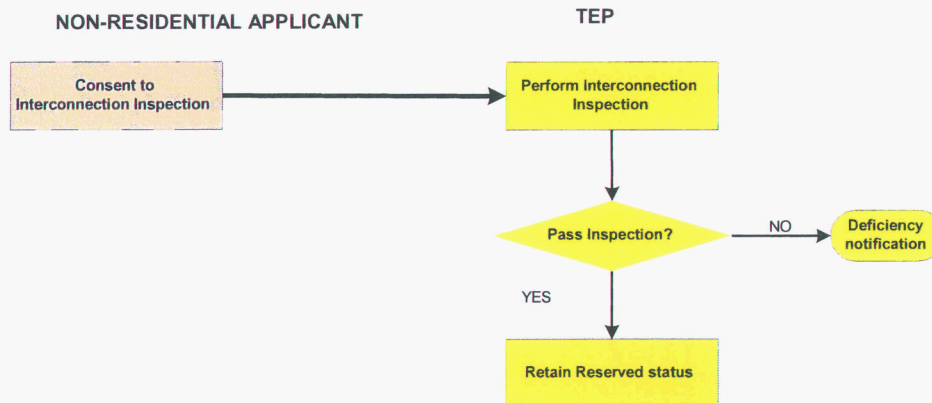 NON-RESIDENTIAL APPLICANT
TEP
Consent to
Interconnection Inspection
Perform Interconnection
Inspection
Pass Inspection?
NO
Deficiency
notification
YES
Retain Reserved status